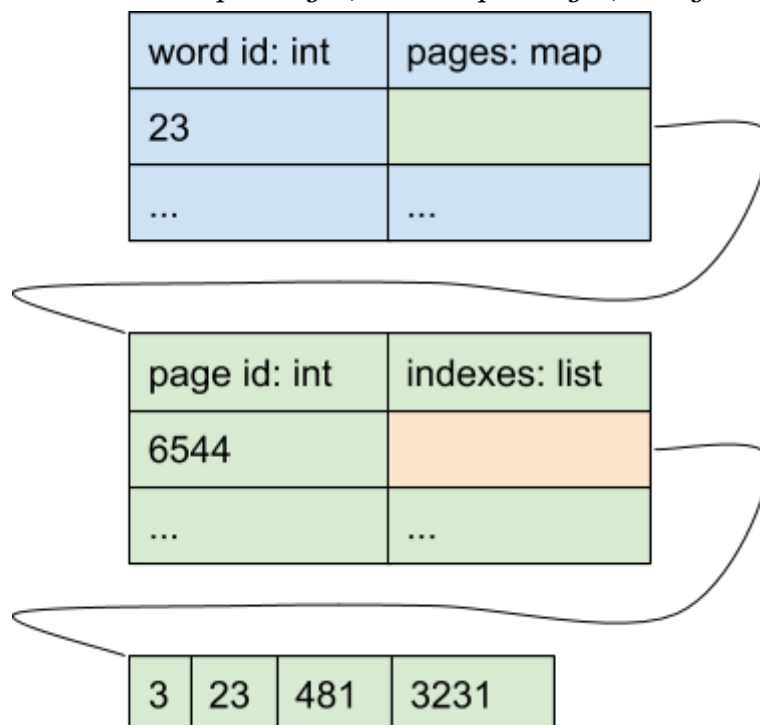 word id: int pages: map
23
... ...
page id: int indexes: list
6544
... ...
3 23 481 3231